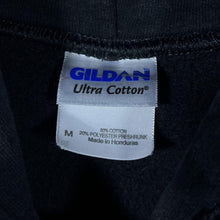 GILDAN
Ultra Cotton®
M
80% COTTON
20% POLYESTER PRESHRUNK
Made in Honduras